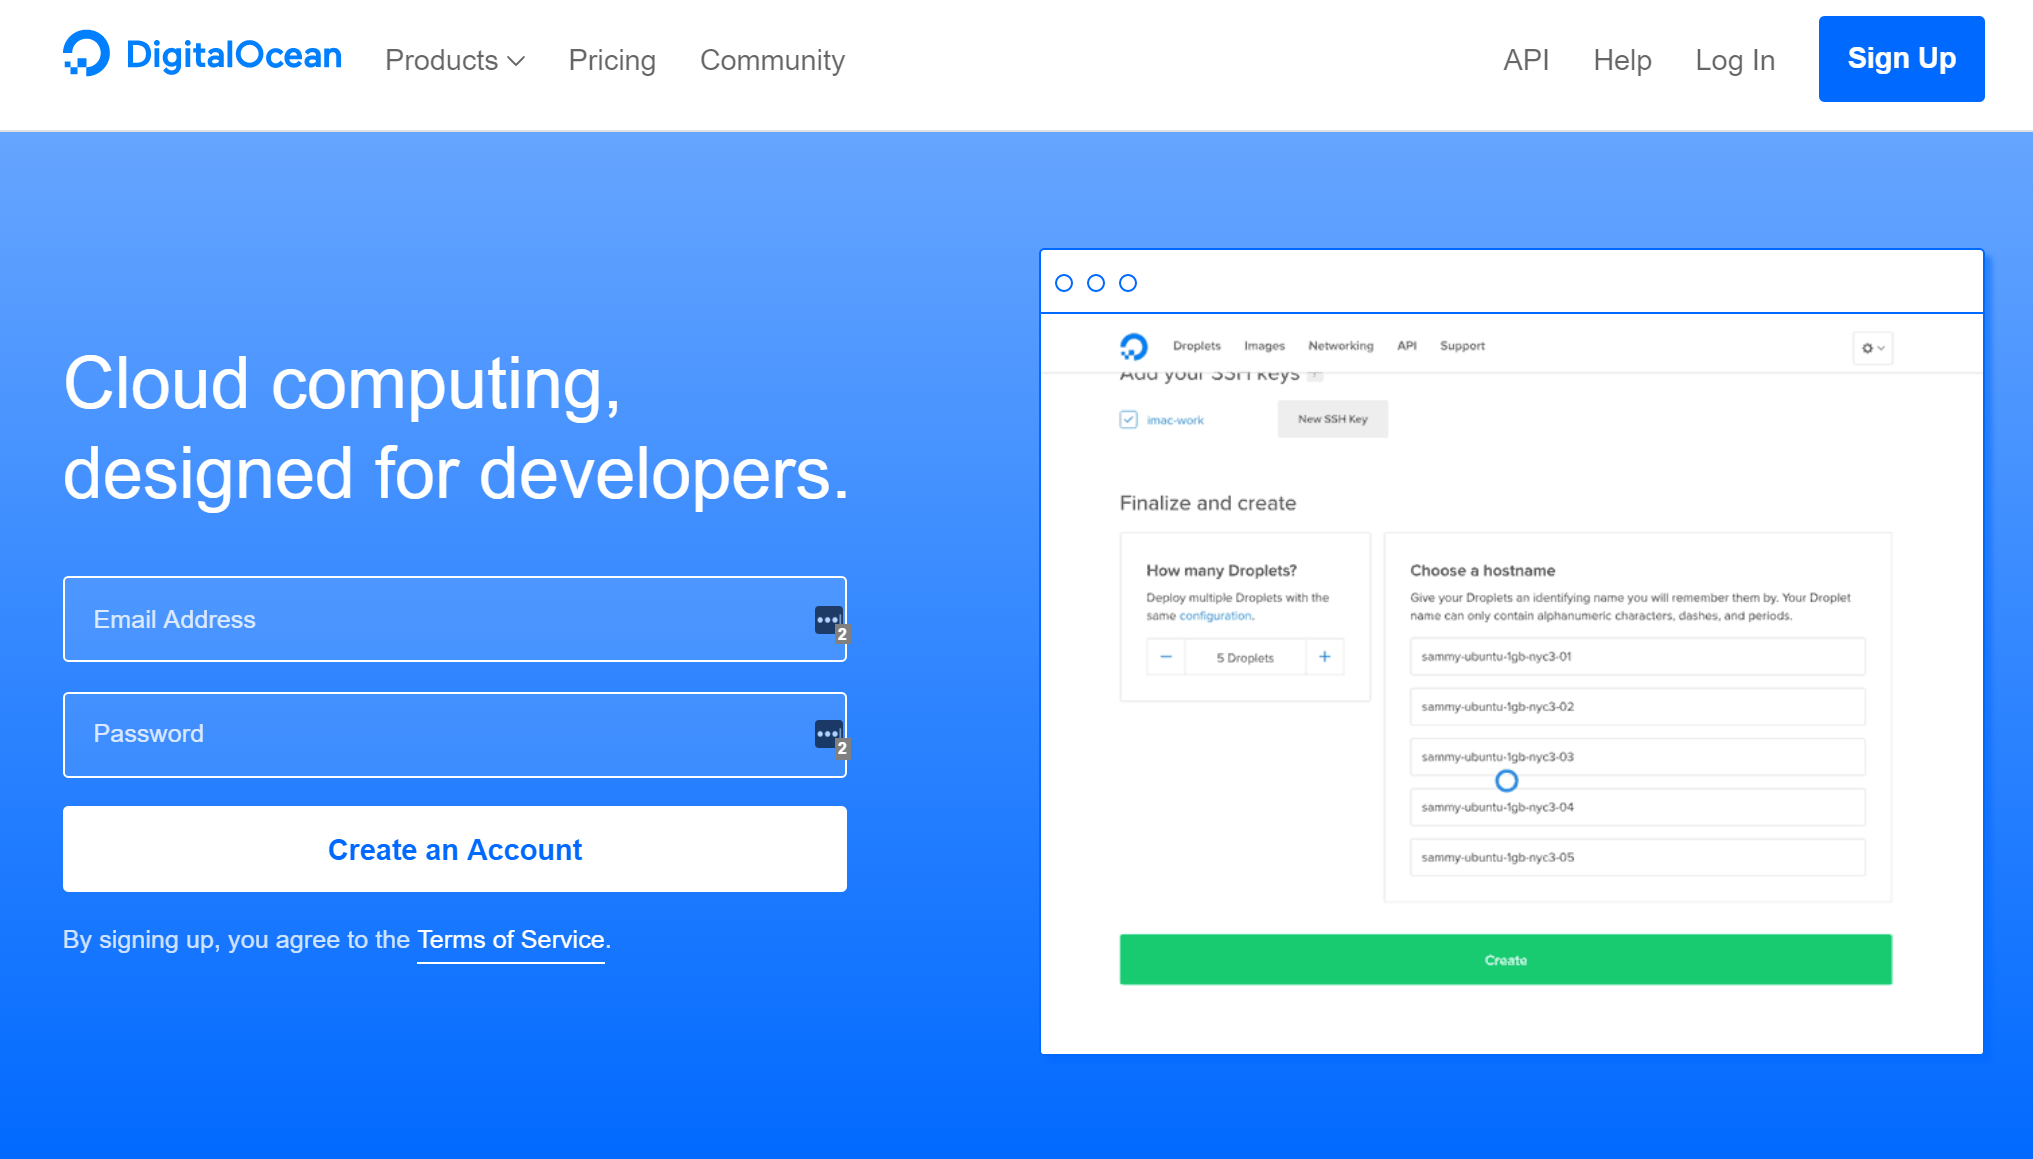 DigitalOcean
Products
Pricing
Community
API
Help
Log In
Sign Up
Cloud computing,
designed for developers.
Email Address
2
Password
2
Create an Account
By signing up, you agree to the Terms of Service.
Droplets
Images
Networking
API
Support
Add your SSH keys
imac-work
New SSH Key
Finalize and create
How many Droplets?
Deploy multiple Droplets with the
same configuration.
5 Droplets
Choose a hostname
Give your Droplets an identifying name you will remember them by. Your Droplet
name can only contain alphanumeric characters, dashes, and periods.
sammy-ubuntu-1gb-nyc3-01
sammy-ubuntu-1gb-nyc3-02
sammy-ubuntu-1gb-nyc3-03
sammy-ubuntu-1gb-nyc3-04
sammy-ubuntu-1gb-nyc3-05
Create